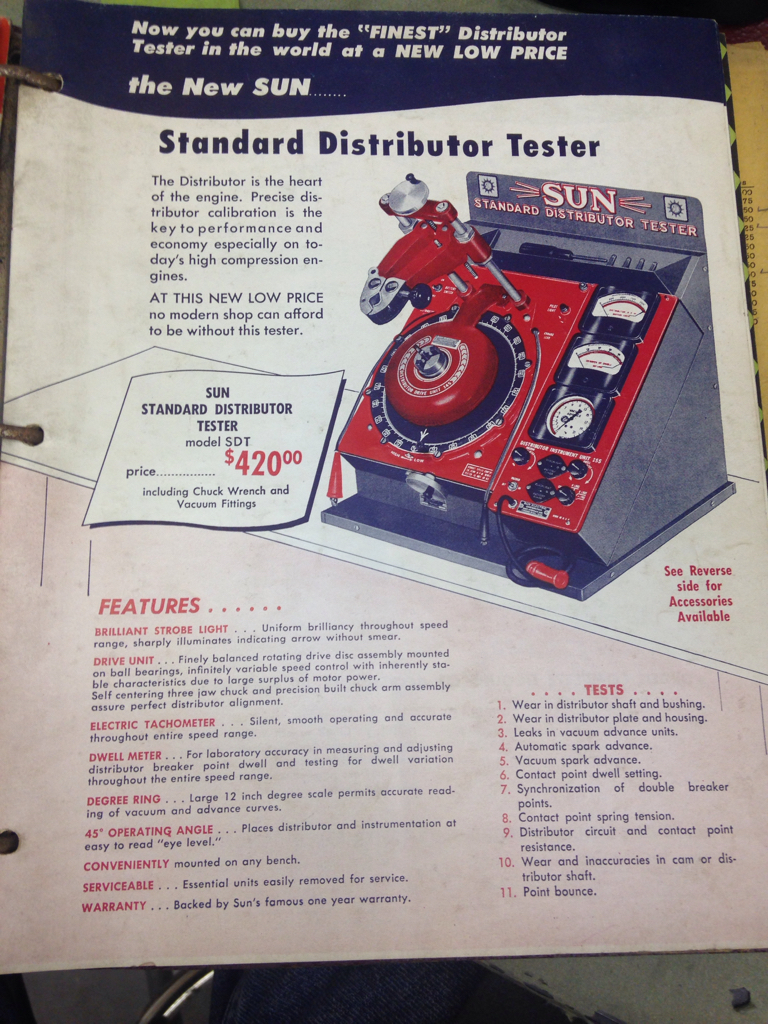 Now you can buy the "FINEST" Distributor
Tester in the world at a NEW LOW PRICE
the New SUN........
Standard Distributor Tester
The Distributor is the heart
of the engine. Precise dis-
tributor calibration is the
key to performance and
economy especially on to-
day's high compression en-
gines.
AT THIS NEW LOW PRICE
no modern shop can afford
to be without this tester.
SUN
STANDARD DISTRIBUTOR TESTER
SUN
STANDARD DISTRIBUTOR
TESTER
model SDT
price............... $420.00
including Chuck Wrench and
Vacuum Fittings
DISTRIBUTOR INSTRUMENT UNIT
See Reverse
side for
Accessories
Available
FEATURES . . . . . .
BRILLIANT STROBE LIGHT . . . Uniform brilliancy throughout speed
range, sharply illuminates indicating arrow without smear.
DRIVE UNIT . . . Finely balanced rotating drive disc assembly mounted
on ball bearings, infinitely variable speed control with inherently sta-
ble characteristics due to large surplus of motor power.
Self centering three jaw chuck and precision built chuck arm assembly
assure perfect distributor alignment.
ELECTRIC TACHOMETER . . . Silent, smooth operating and accurate
throughout entire speed range.
DWELL METER . . . For laboratory accuracy in measuring and adjusting
distributor breaker point dwell and testing for dwell variation
throughout the entire speed range.
DEGREE RING . . . Large 12 inch degree scale permits accurate read-
ing of vacuum and advance curves.
45° OPERATING ANGLE . . . Places distributor and instrumentation at
easy to read "eye level."
CONVENIENTLY mounted on any bench.
SERVICEABLE . . . Essential units easily removed for service.
WARRANTY . . . Backed by Sun's famous one year warranty.
. . . . TESTS . . . .
1. Wear in distributor shaft and bushing.
2. Wear in distributor plate and housing.
3. Leaks in vacuum advance units.
4. Automatic spark advance.
5. Vacuum spark advance.
6. Contact point dwell setting.
7. Synchronization of double breaker
points.
8. Contact point spring tension.
9. Distributor circuit and contact point
resistance.
10. Wear and inaccuracies in cam or dis-
tributor shaft.
11. Point bounce.